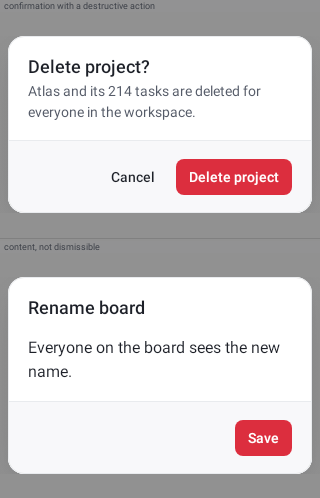 confirmation with a destructive action
Delete project?
Atlas and its 214 tasks are deleted for
everyone in the workspace.
Cancel
Delete project
content, not dismissible
Rename board
Everyone on the board sees the new
name.
Save